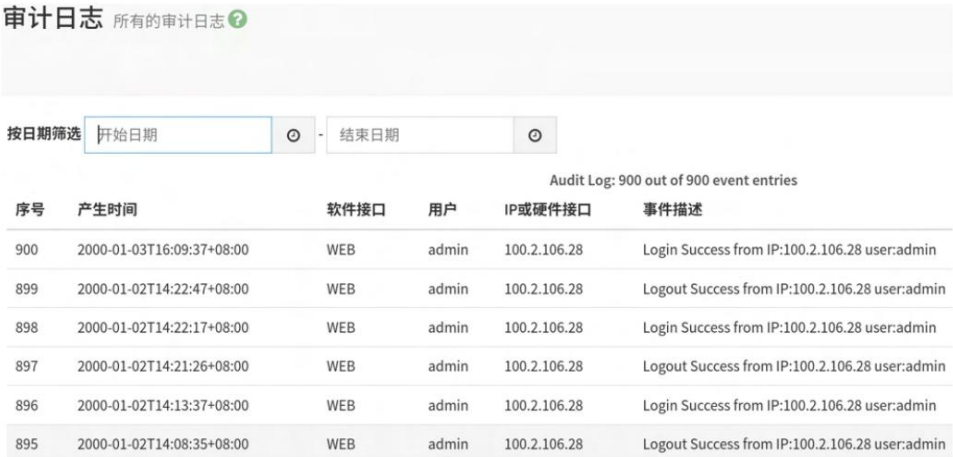 审计日志 所有的审计日志 ?
按日期筛选 开始日期 - 结束日期
Audit Log: 900 out of 900 event entries
序号 产生时间 软件接口 用户 IP或硬件接口 事件描述
900 2000-01-03T16:09:37+08:00 WEB admin 100.2.106.28 Login Success from IP:100.2.106.28 user:admin
899 2000-01-02T14:22:47+08:00 WEB admin 100.2.106.28 Logout Success from IP:100.2.106.28 user:admin
898 2000-01-02T14:22:17+08:00 WEB admin 100.2.106.28 Login Success from IP:100.2.106.28 user:admin
897 2000-01-02T14:21:26+08:00 WEB admin 100.2.106.28 Logout Success from IP:100.2.106.28 user:admin
896 2000-01-02T14:13:37+08:00 WEB admin 100.2.106.28 Login Success from IP:100.2.106.28 user:admin
895 2000-01-02T14:08:35+08:00 WEB admin 100.2.106.28 Logout Success from IP:100.2.106.28 user:admin